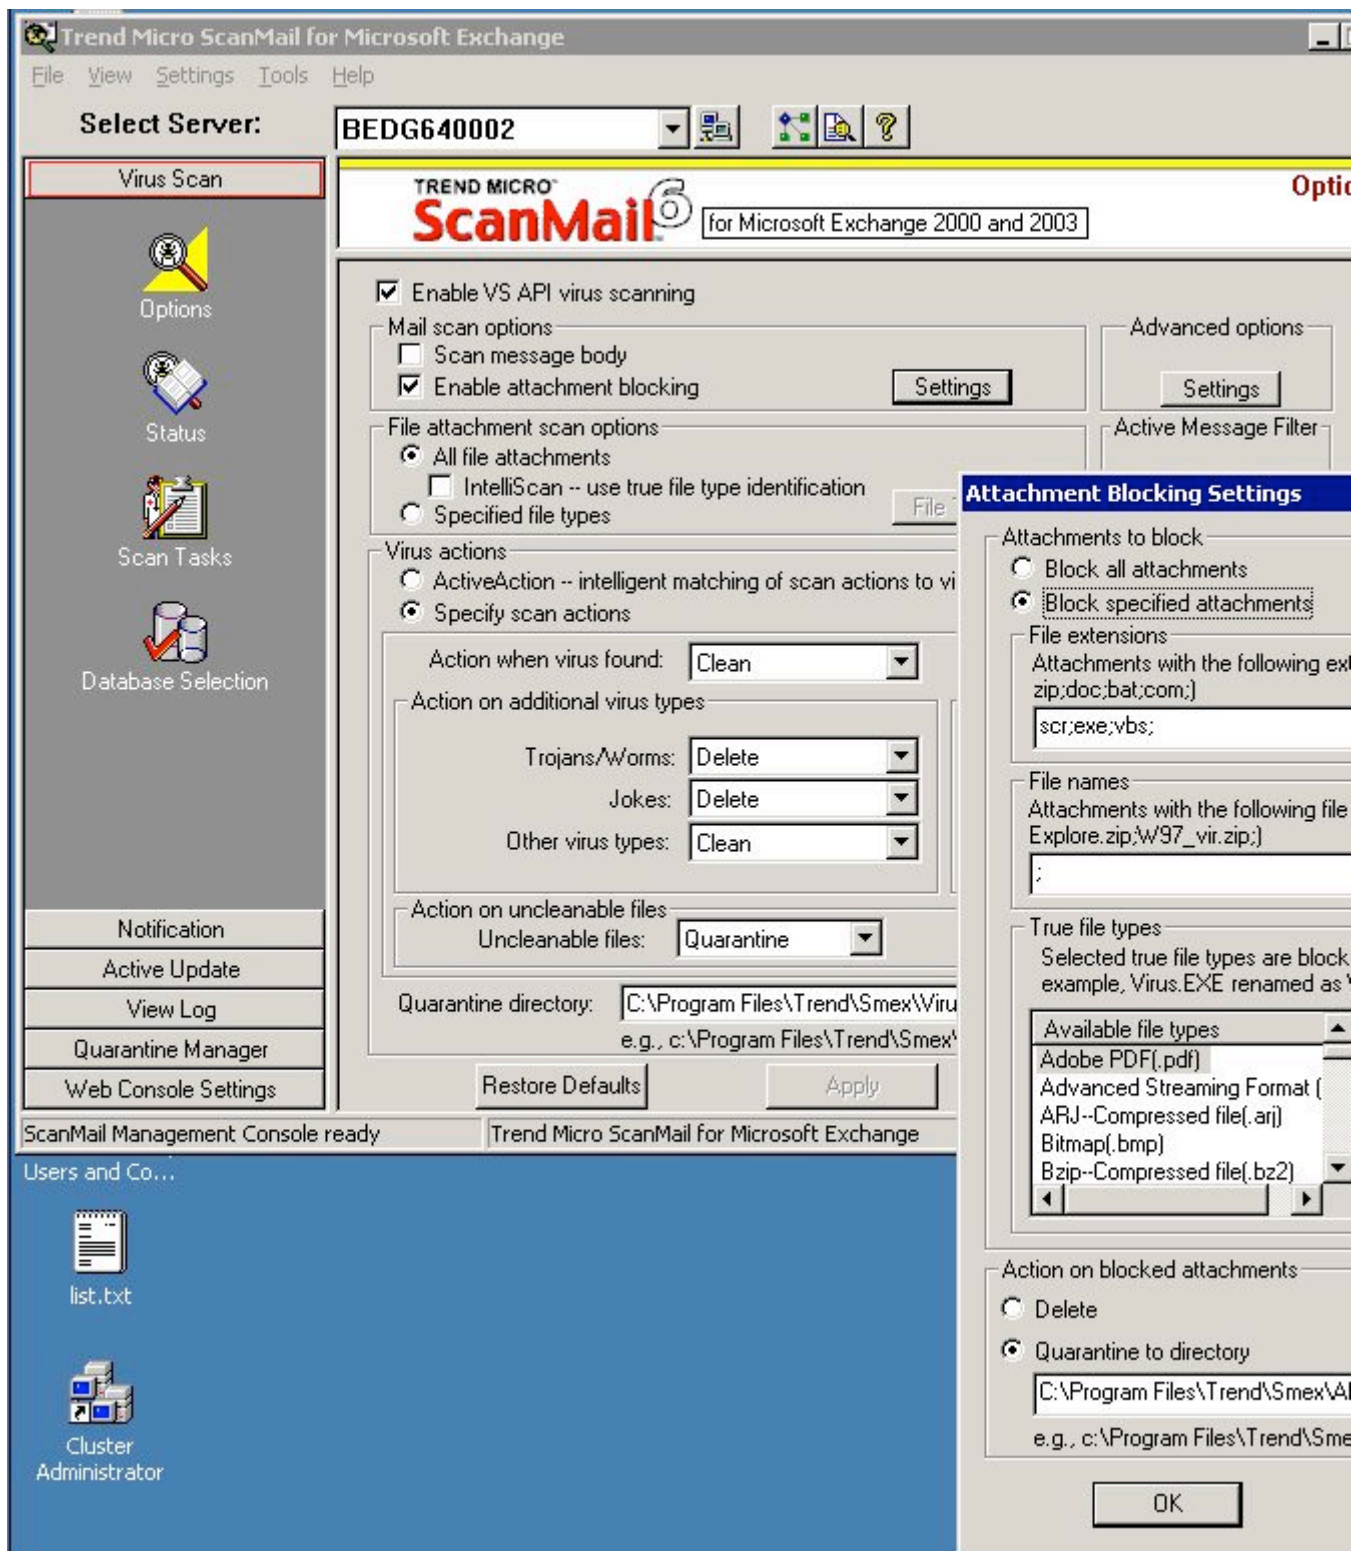 Trend Micro ScanMail for Microsoft Exchange
File View Settings Tools Help
Select Server:
BEDG640002
Virus Scan
Options
Status
Scan Tasks
Database Selection
Notification
Active Update
View Log
Quarantine Manager
Web Console Settings
TREND MICRO™
ScanMail 6
for Microsoft Exchange 2000 and 2003
Optio
Enable VS API virus scanning
Mail scan options
Scan message body
Enable attachment blocking
Settings
Advanced options
Settings
File attachment scan options
All file attachments
IntelliScan -- use true file type identification
Specified file types
File
Active Message Filter
Virus actions
ActiveAction -- intelligent matching of scan actions to vi
Specify scan actions
Action when virus found: Clean
Action on additional virus types
Trojans/Worms: Delete
Jokes: Delete
Other virus types: Clean
Action on uncleanable files
Uncleanable files: Quarantine
Quarantine directory: C:\Program Files\Trend\Smex\Viru
e.g., c:\Program Files\Trend\Smex\
Restore Defaults
Apply
ScanMail Management Console ready
Trend Micro ScanMail for Microsoft Exchange
Attachment Blocking Settings
Attachments to block
Block all attachments
Block specified attachments
File extensions
Attachments with the following ext
zip;doc;bat;com;)
scr;exe;vbs;
File names
Attachments with the following file
Explore.zip;W97_vir.zip;)
;
True file types
Selected true file types are block
example, Virus.EXE renamed as
Available file types
Adobe PDF(.pdf)
Advanced Streaming Format (
ARJ--Compressed file(.arj)
Bitmap(.bmp)
Bzip--Compressed file(.bz2)
Action on blocked attachments
Delete
Quarantine to directory
C:\Program Files\Trend\Smex\Al
e.g., c:\Program Files\Trend\Sme
OK
Users and Co...
list.txt
Cluster
Administrator